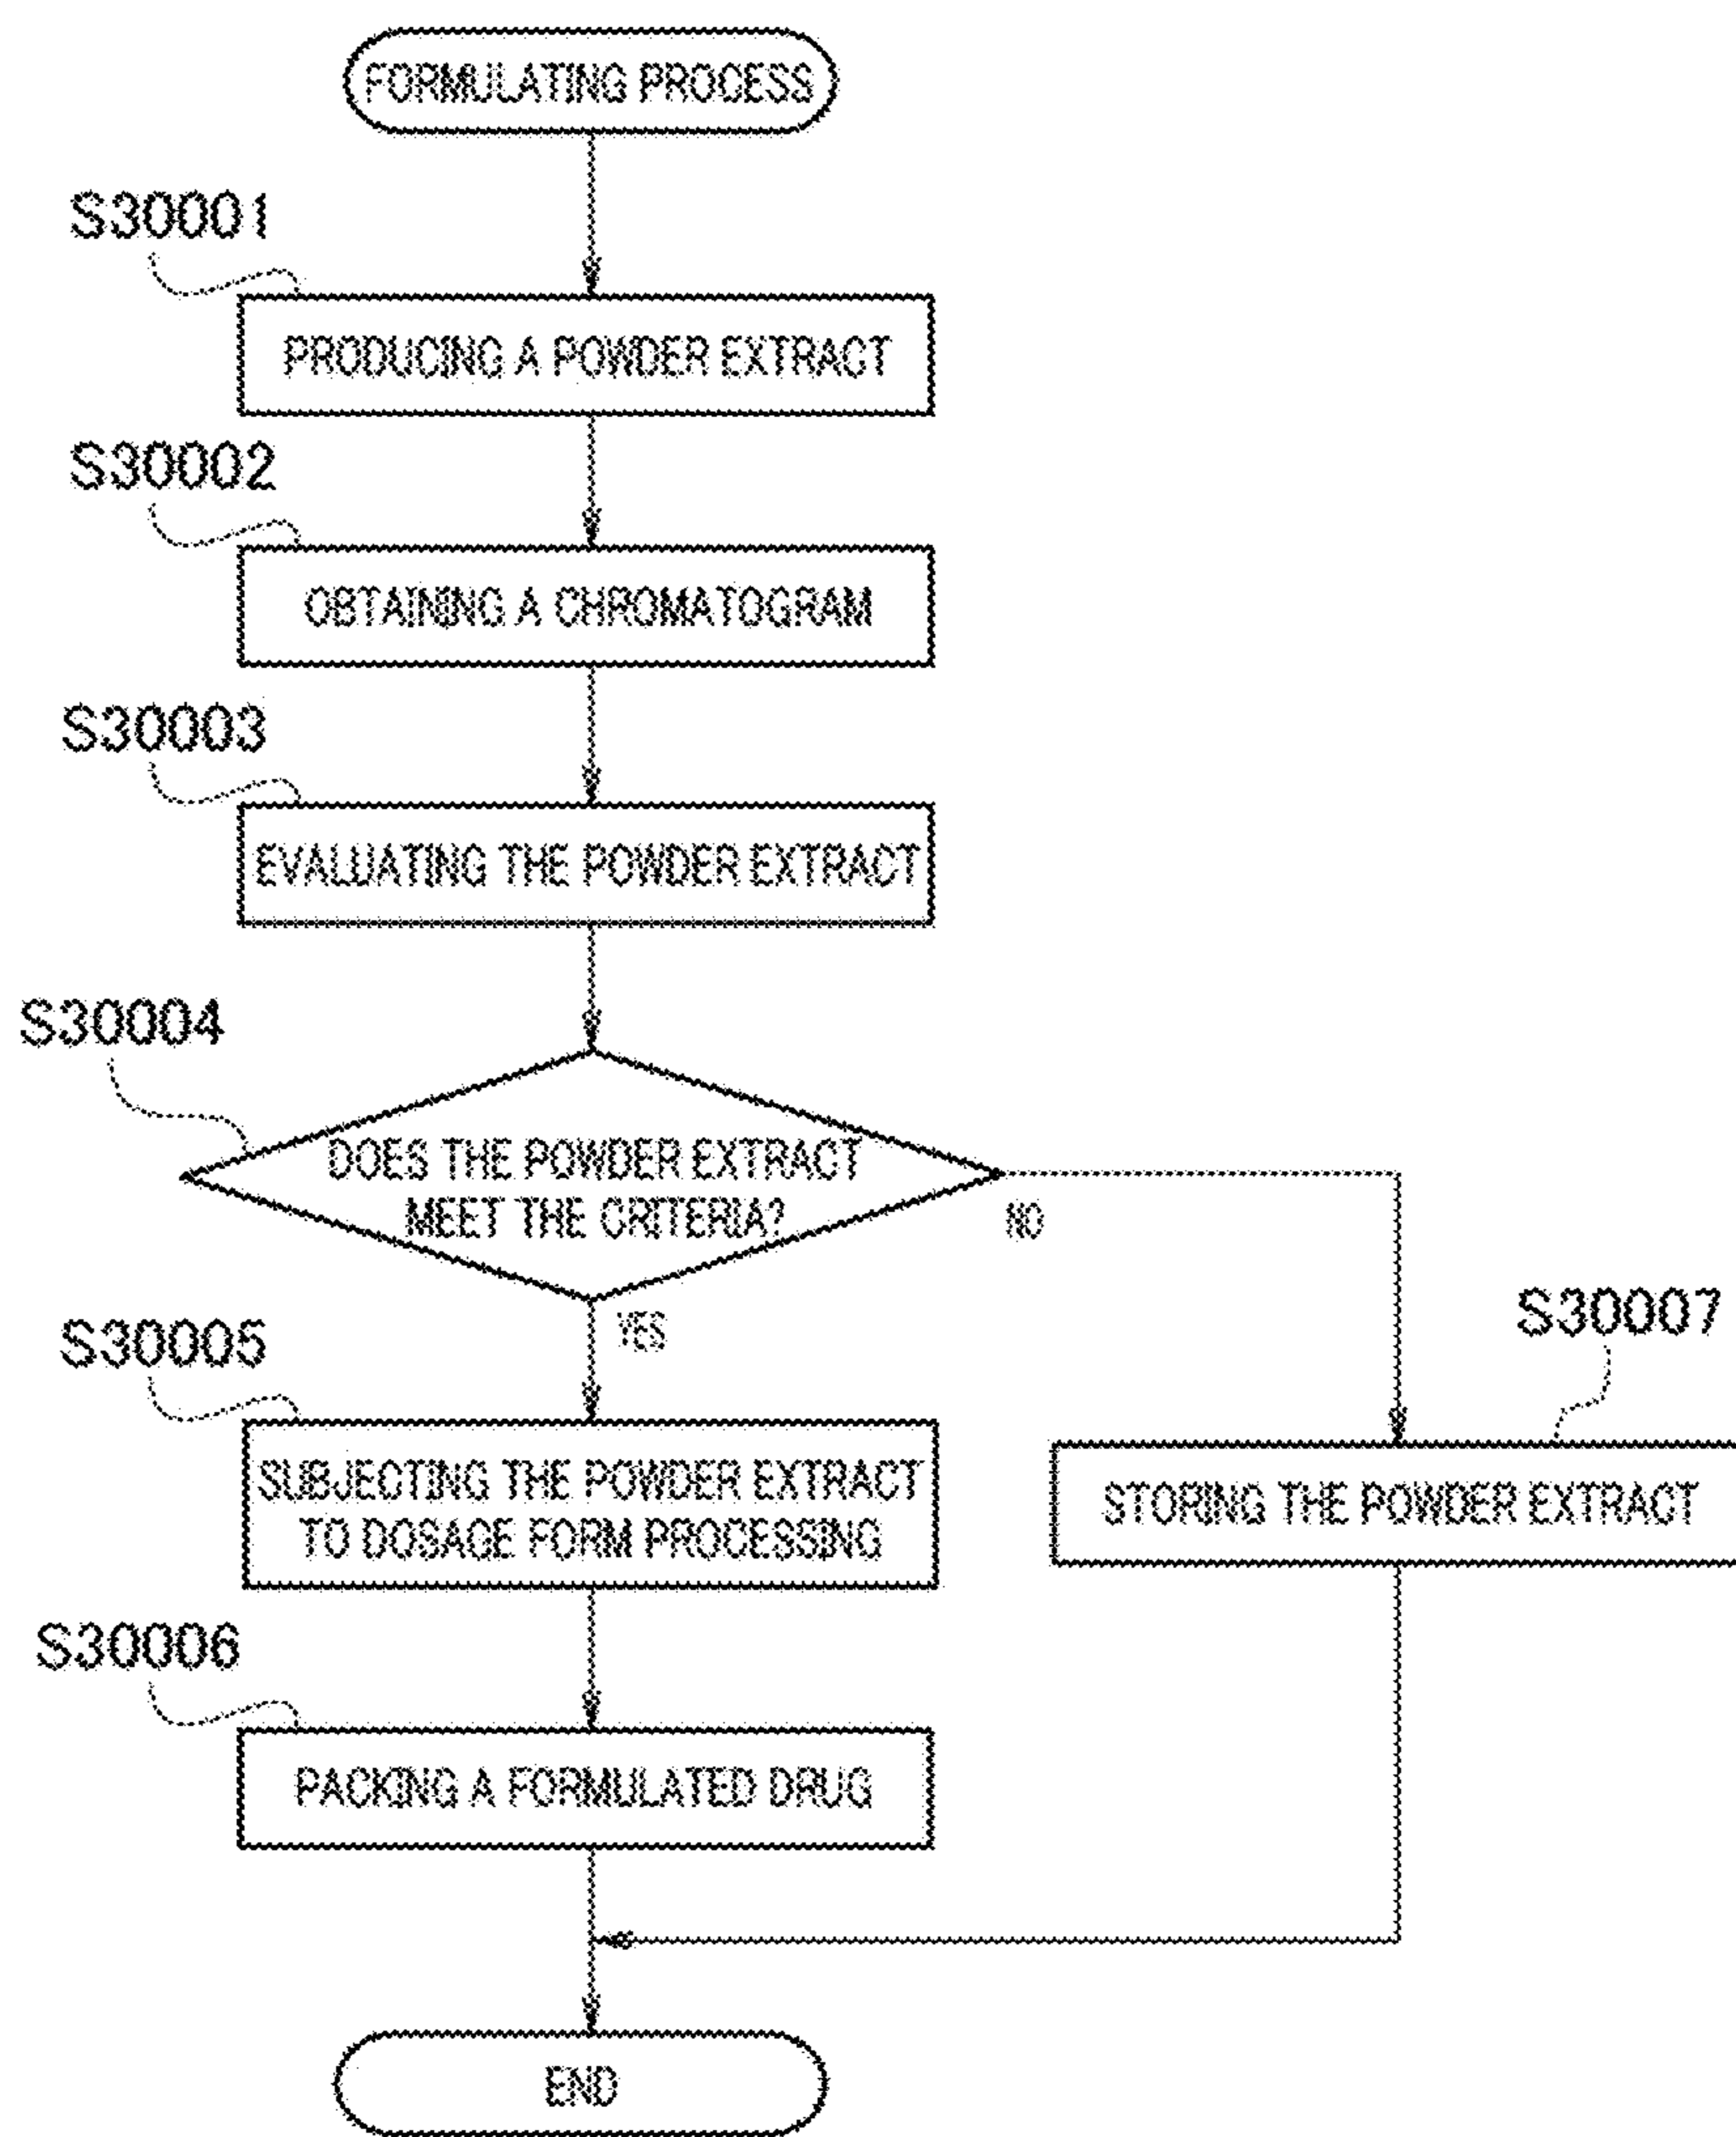 FORMULATING PROCESS
S30001
PRODUCING A POWDER EXTRACT
S30002
OBTAINING A CHROMATOGRAM
S30003
EVALUATING THE POWDER EXTRACT
S30004
DOES THE POWDER EXTRACT
MEET THE CRITERIA?
NO
YES
S30005
SUBJECTING THE POWDER EXTRACT
TO DOSAGE FORM PROCESSING
S30007
STORING THE POWDER EXTRACT
S30006
PACKING A FORMULATED DRUG
END